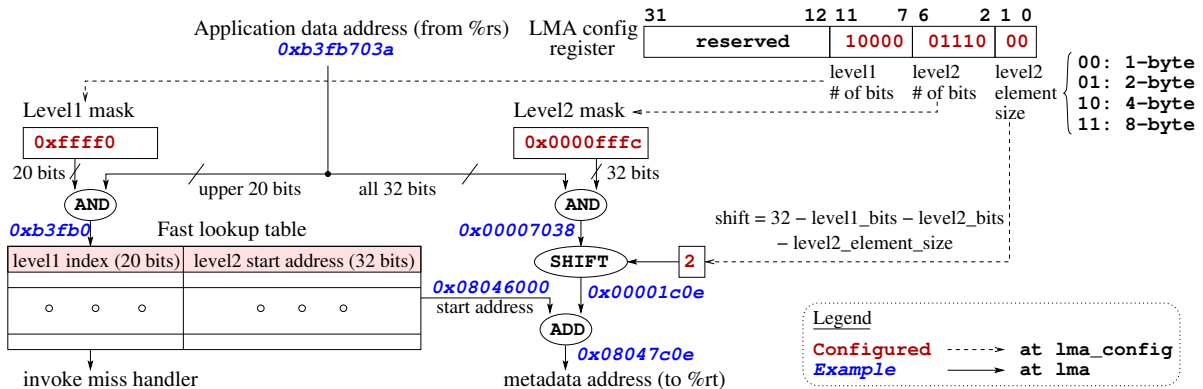 31 12 11 7 6 2 1 0
Application data address (from %rs)
0xb3fb703a
LMA config
register
reserved 10000 01110 00
level1
# of bits
level2
# of bits
level2
element
size
00: 1-byte
01: 2-byte
10: 4-byte
11: 8-byte
Level1 mask
0xffff0
Level2 mask
0x0000fffc
20 bits
upper 20 bits
all 32 bits
32 bits
AND
AND
0xb3fb0
Fast lookup table
0x00007038
shift = 32 − level1_bits − level2_bits
− level2_element_size
level1 index (20 bits) level2 start address (32 bits)
SHIFT
2
0x08046000
start address
0x00001c0e
ADD
0x08047c0e
invoke miss handler
metadata address (to %rt)
Legend
Configured at lma_config
Example at lma